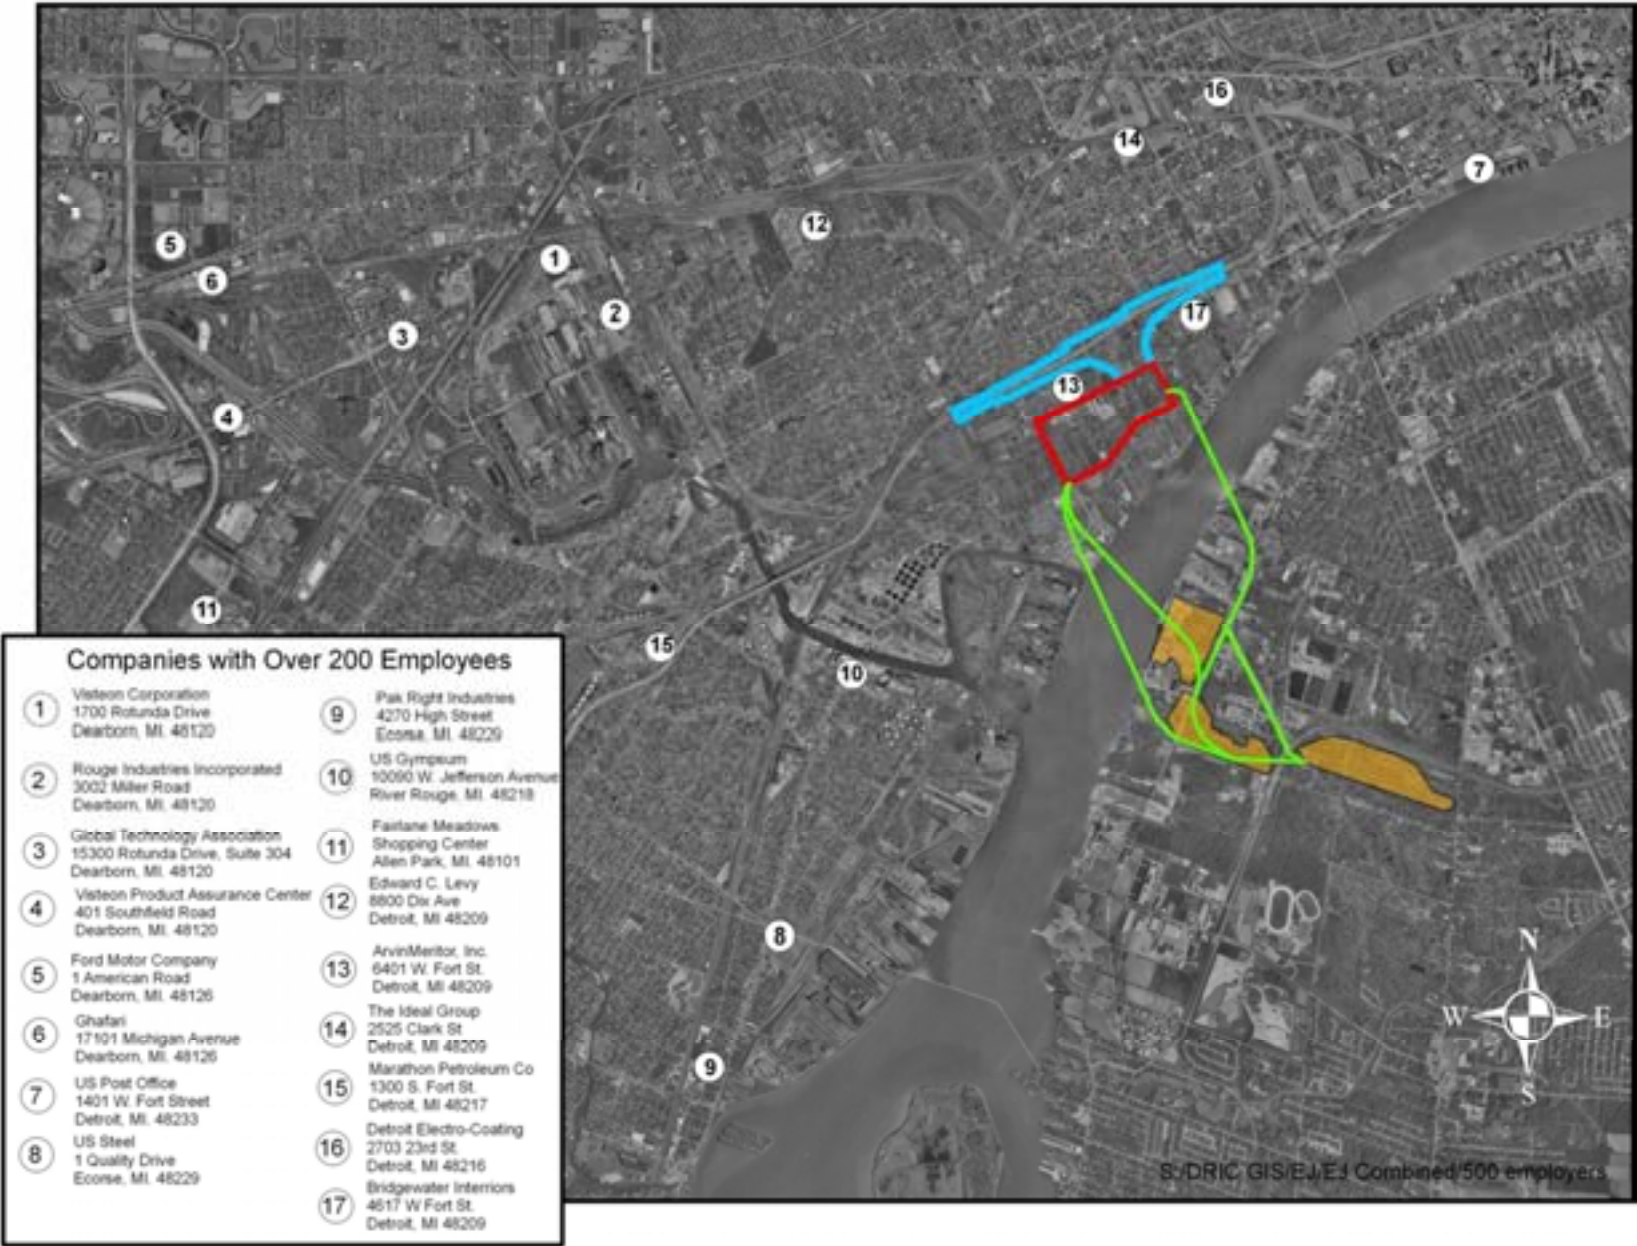 16
14
7
12
5
6
1
2
3
17
13
4
11
15
10
8
9
N
W
E
S
S:/DRIC GIS/EJ/EJ Combined/500 employers
Companies with Over 200 Employees
1
Visteon Corporation
1700 Rotunda Drive
Dearborn, MI. 48120
2
Rouge Industries Incorporated
3002 Miller Road
Dearborn, MI. 48120
3
Global Technology Association
15300 Rotunda Drive, Suite 304
Dearborn, MI. 48120
4
Visteon Product Assurance Center
401 Southfield Road
Dearborn, MI. 48120
5
Ford Motor Company
1 American Road
Dearborn, MI. 48126
6
Ghafari
17101 Michigan Avenue
Dearborn, MI. 48126
7
US Post Office
1401 W. Fort Street
Detroit, MI. 48233
8
US Steel
1 Quality Drive
Ecorse, MI. 48229
9
Pak Right Industries
4270 High Street
Ecorse, MI. 48229
10
US Gympsum
10090 W. Jefferson Avenue
River Rouge, MI. 48218
11
Fairlane Meadows
Shopping Center
Allen Park, MI. 48101
12
Edward C. Levy
8800 Dix Ave
Detroit, MI 48209
13
ArvinMeritor, Inc.
6401 W. Fort St.
Detroit, MI 48209
14
The Ideal Group
2525 Clark St
Detroit, MI 48209
15
Marathon Petroleum Co
1300 S. Fort St.
Detroit, MI 48217
16
Detroit Electro-Coating
2703 23rd St.
Detroit, MI 48216
17
Bridgewater Interriors
4617 W Fort St.
Detroit, MI 48209